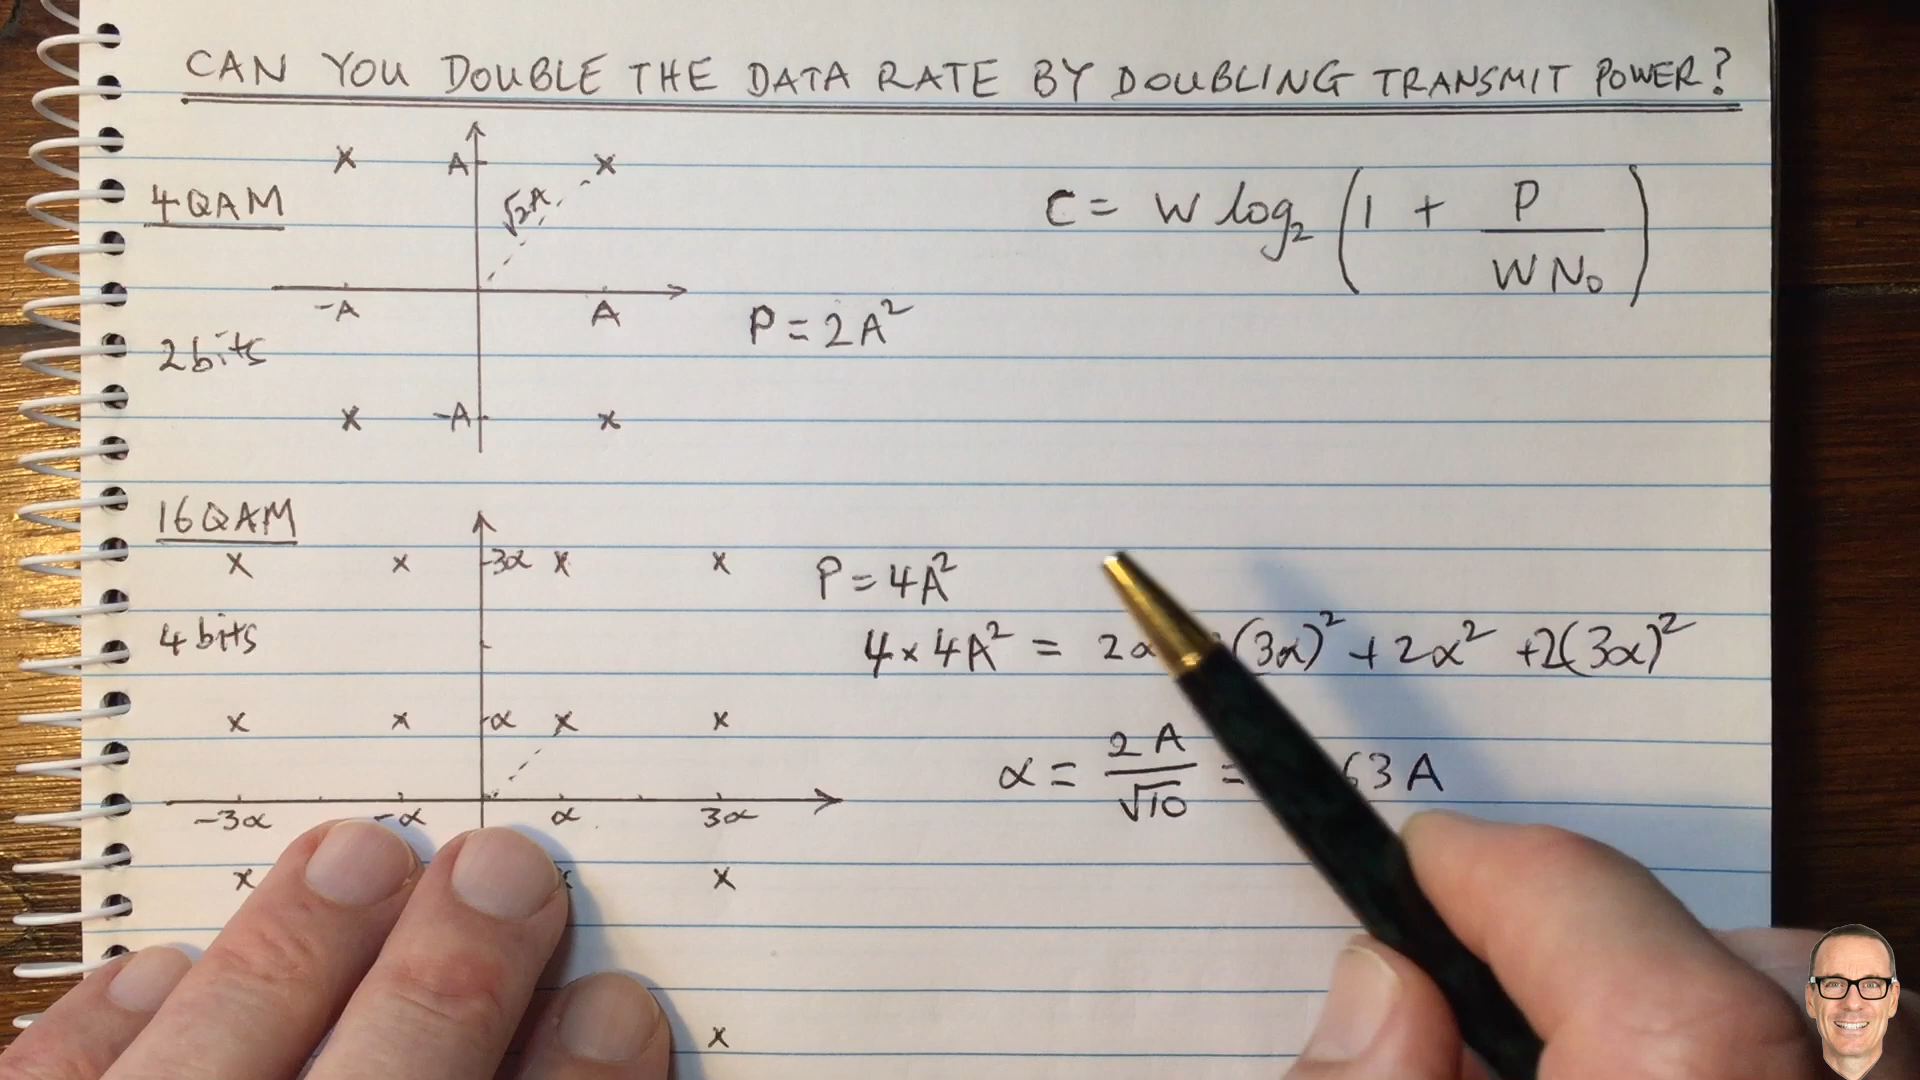 CAN YOU DOUBLE THE DATA RATE BY DOUBLING TRANSMIT POWER?
4QAM
A
√2A
-A
A
-A
2 bits
P = 2A²
C = W log₂ (1 + P / WN₀)
16QAM
3α
4 bits
α
-3α
-α
α
3α
P = 4A²
4 × 4A² = 2α (3α)² + 2α² + 2(3α)²
α = 2A / √10 = 63A